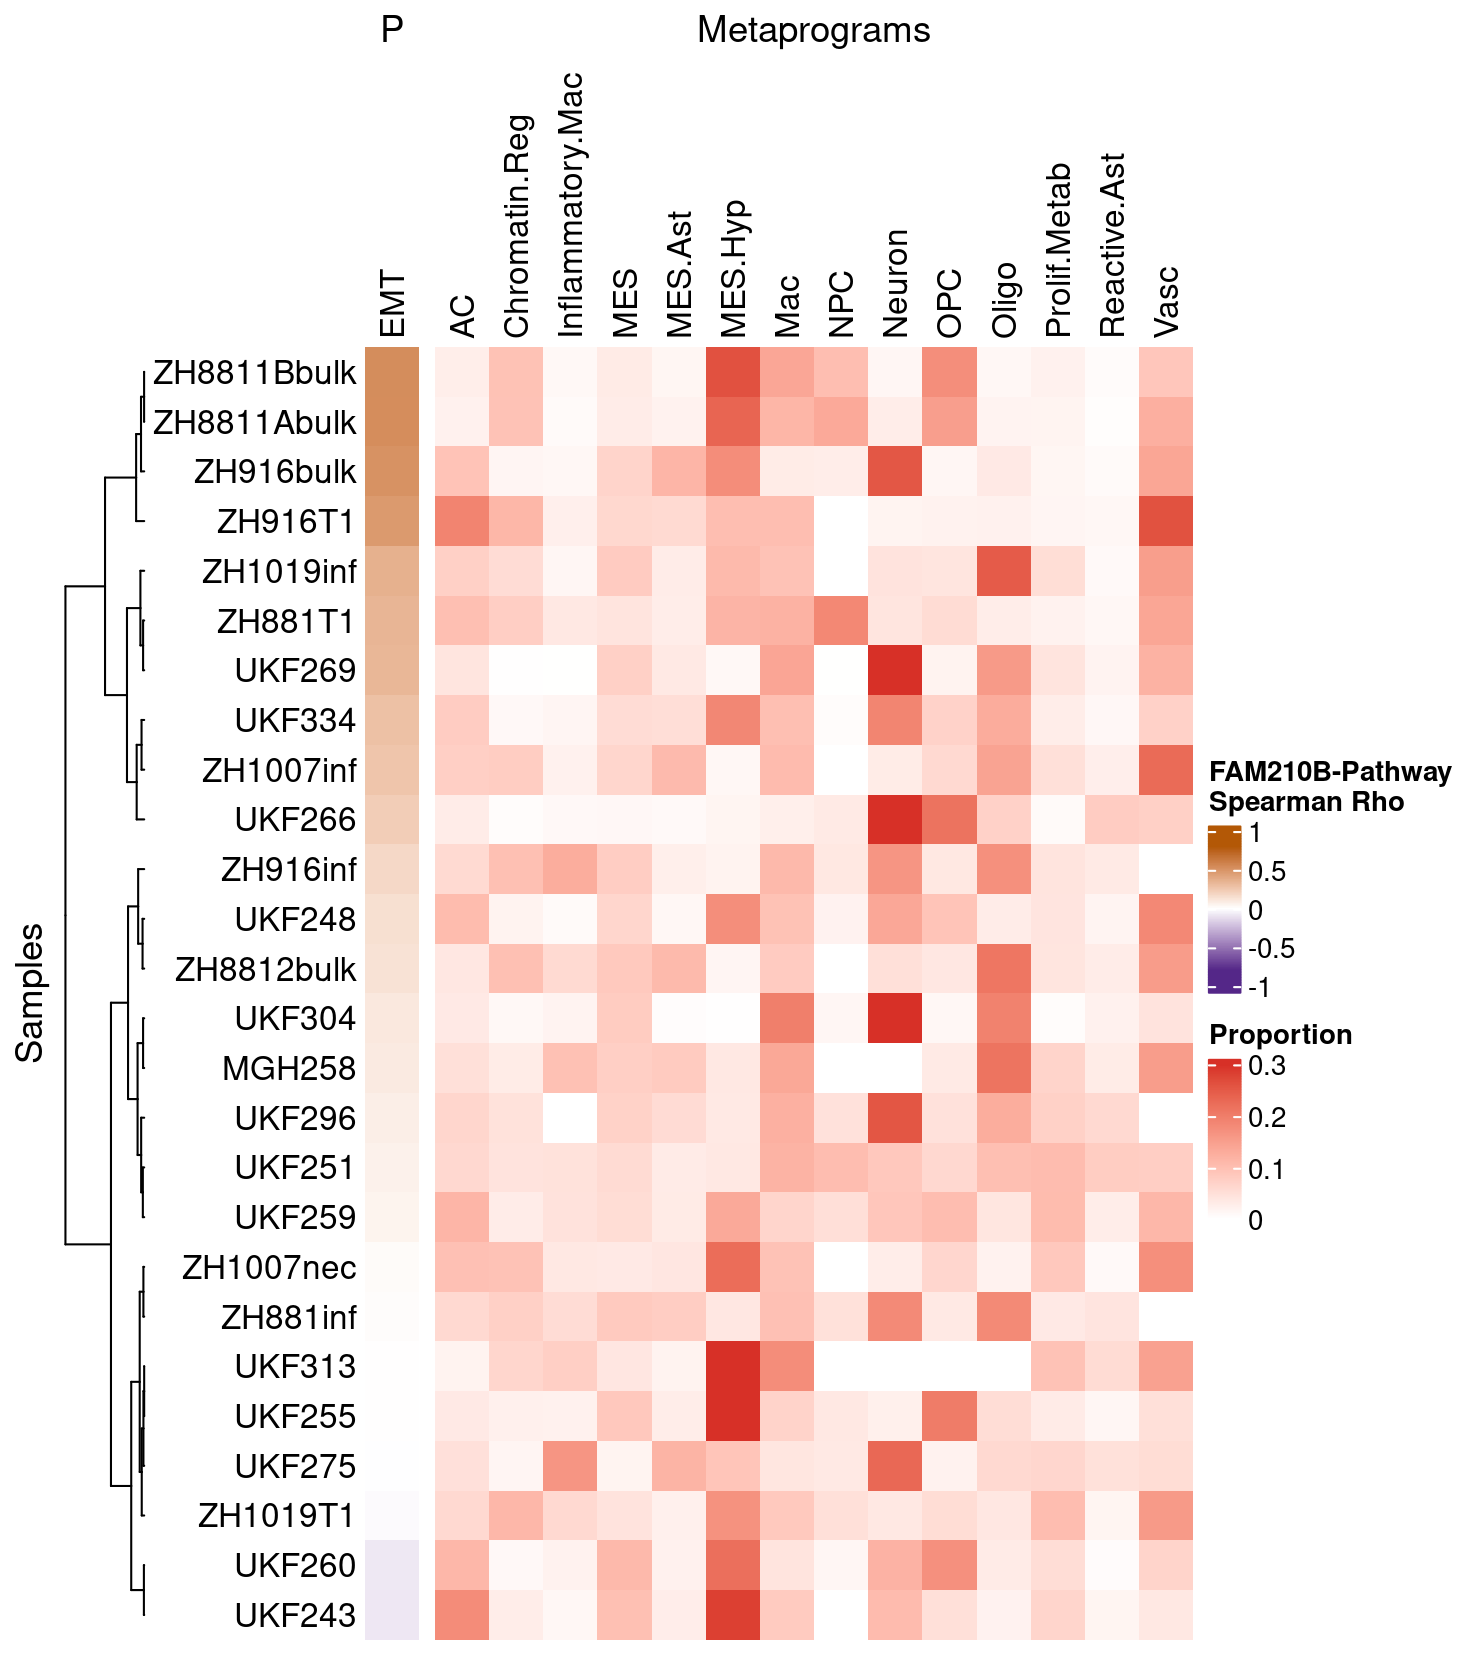 P Metaprograms
EMT AC Chromatin.Reg Inflammatory.Mac MES MES.Ast MES.Hyp Mac NPC Neuron OPC Oligo Prolif.Metab Reactive.Ast Vasc
Samples
ZH8811Bbulk
ZH8811Abulk
ZH916bulk
ZH916T1
ZH1019inf
ZH881T1
UKF269
UKF334
ZH1007inf
UKF266
ZH916inf
UKF248
ZH8812bulk
UKF304
MGH258
UKF296
UKF251
UKF259
ZH1007nec
ZH881inf
UKF313
UKF255
UKF275
ZH1019T1
UKF260
UKF243
FAM210B-Pathway
Spearman Rho
1
0.5
0
-0.5
-1
Proportion
0.3
0.2
0.1
0